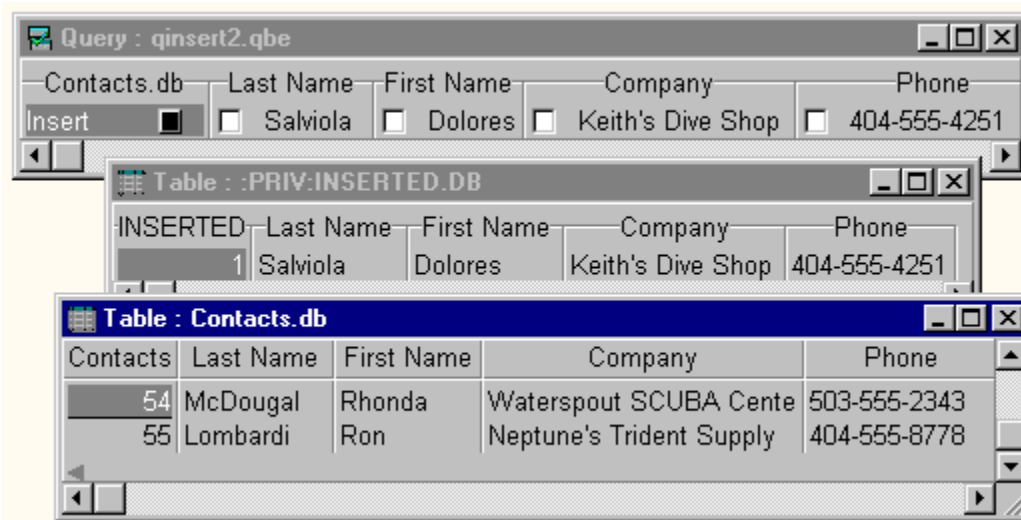 Query : qinsert2.qbe
Contacts.db Last Name First Name Company Phone
Insert Salviola Dolores Keith's Dive Shop 404-555-4251
Table : :PRIV:INSERTED.DB
INSERTED Last Name First Name Company Phone
1 Salviola Dolores Keith's Dive Shop 404-555-4251
Table : Contacts.db
Contacts Last Name First Name Company Phone
54 McDougal Rhonda Waterspout SCUBA Cente 503-555-2343
55 Lombardi Ron Neptune's Trident Supply 404-555-8778